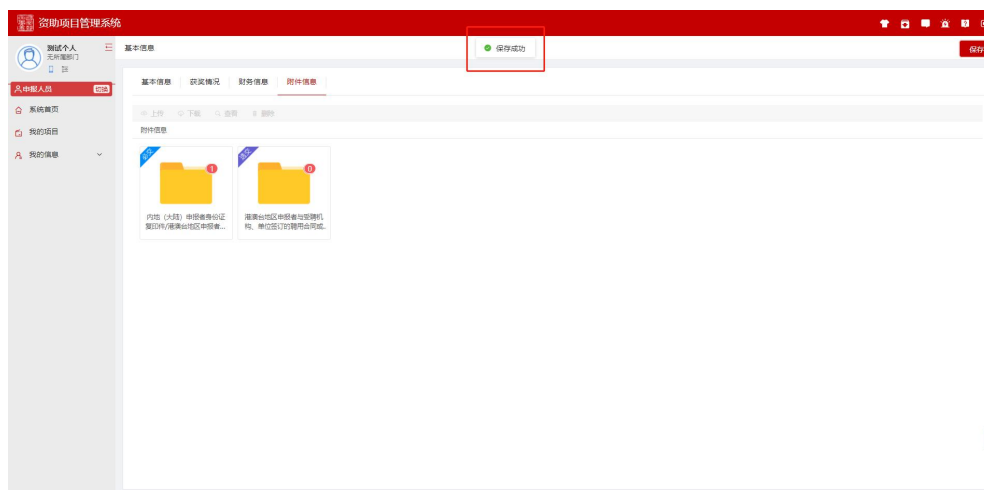 资助项目管理系统
测试个人
无所属部门
基本信息
保存成功
保存
申报人员
切换
系统首页
我的项目
我的信息
基本信息 获奖情况 财务信息 附件信息
上传 下载 查看 删除
附件信息
必交
1
选交
0
内地（大陆）申报者身份证
复印件/港澳台地区申报者...
港澳台地区申报者与受聘机
构、单位签订的聘用合同或..